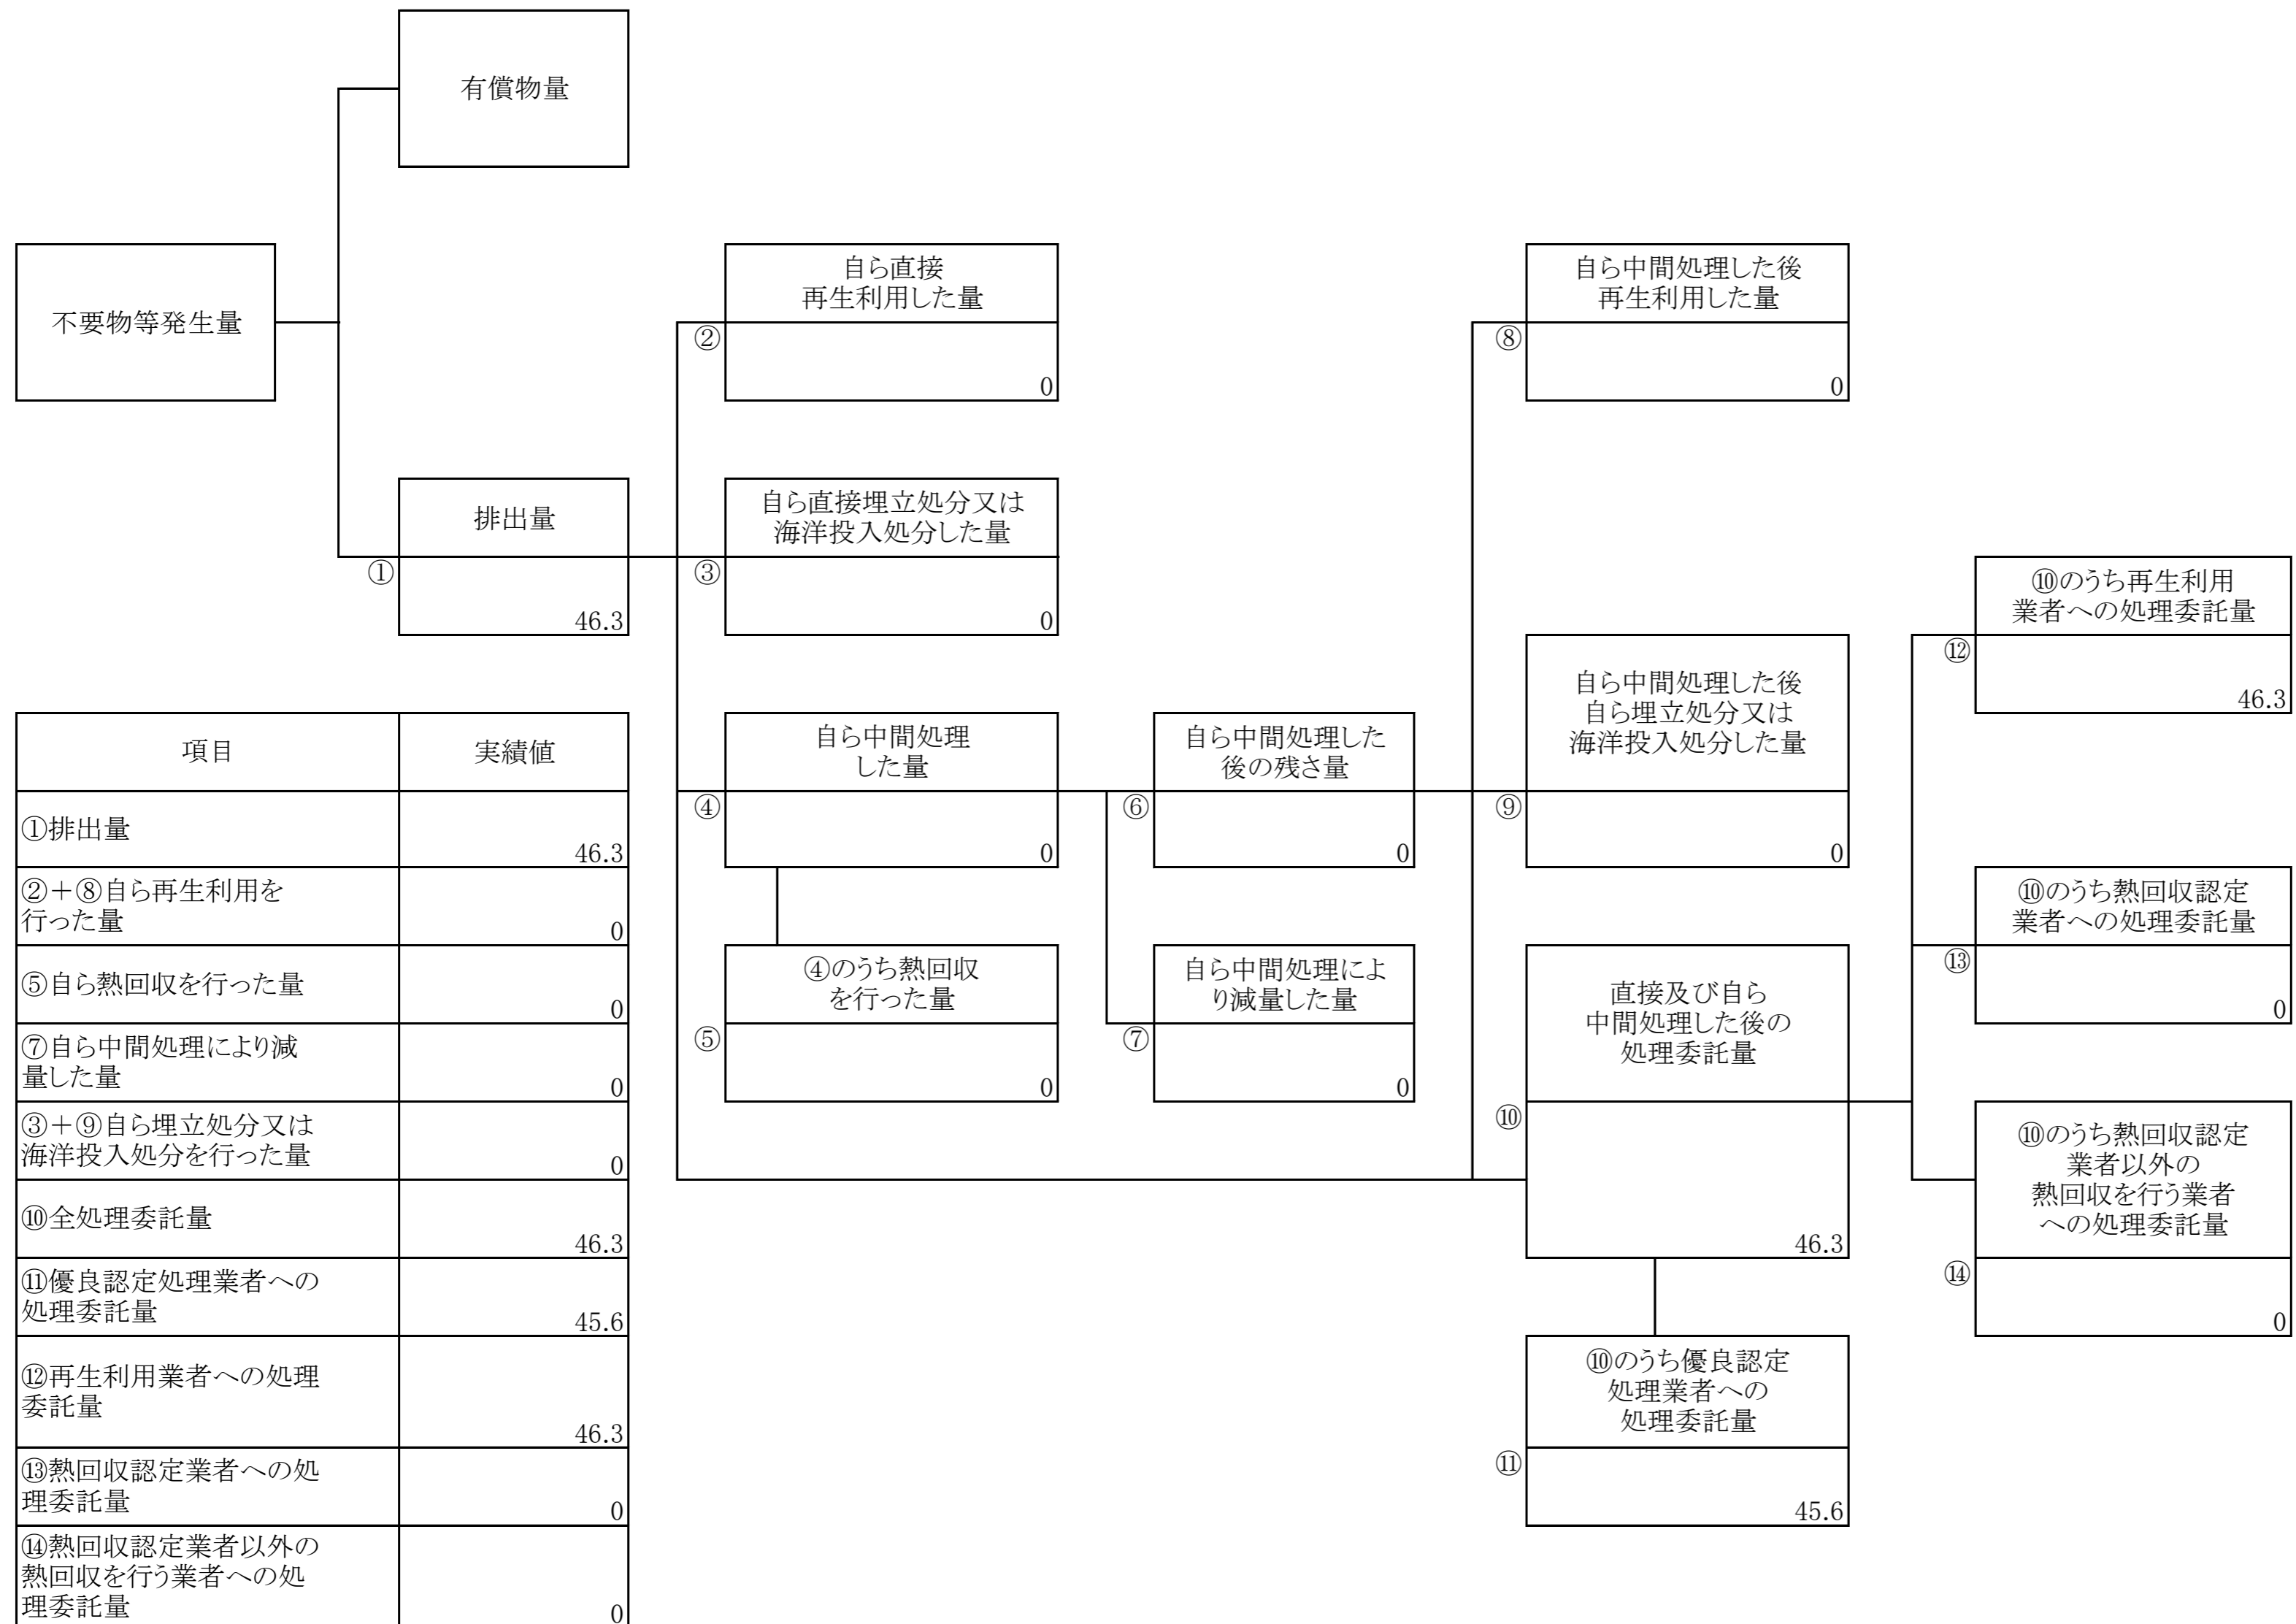 有償物量
不要物等発生量
自ら直接
再生利用した量
②
0
自ら中間処理した後
再生利用した量
⑧
0
排出量
①
46.3
自ら直接埋立処分又は
海洋投入処分した量
③
0
⑩のうち再生利用
業者への処理委託量
⑫
46.3
自ら中間処理
した量
④
0
自ら中間処理した
後の残さ量
⑥
0
自ら中間処理した後
自ら埋立処分又は
海洋投入処分した量
⑨
0
⑩のうち熱回収認定
業者への処理委託量
⑬
0
④のうち熱回収
を行った量
⑤
0
自ら中間処理によ
り減量した量
⑦
0
直接及び自ら
中間処理した後の
処理委託量
⑩
46.3
⑩のうち熱回収認定
業者以外の
熱回収を行う業者
への処理委託量
⑭
0
⑩のうち優良認定
処理業者への
処理委託量
⑪
45.6
項目
実績値
①排出量
46.3
②+⑧自ら再生利用を
行った量
0
⑤自ら熱回収を行った量
0
⑦自ら中間処理により減
量した量
0
③+⑨自ら埋立処分又は
海洋投入処分を行った量
0
⑩全処理委託量
46.3
⑪優良認定処理業者への
処理委託量
45.6
⑫再生利用業者への処理
委託量
46.3
⑬熱回収認定業者への処
理委託量
0
⑭熱回収認定業者以外の
熱回収を行う業者への処
理委託量
0